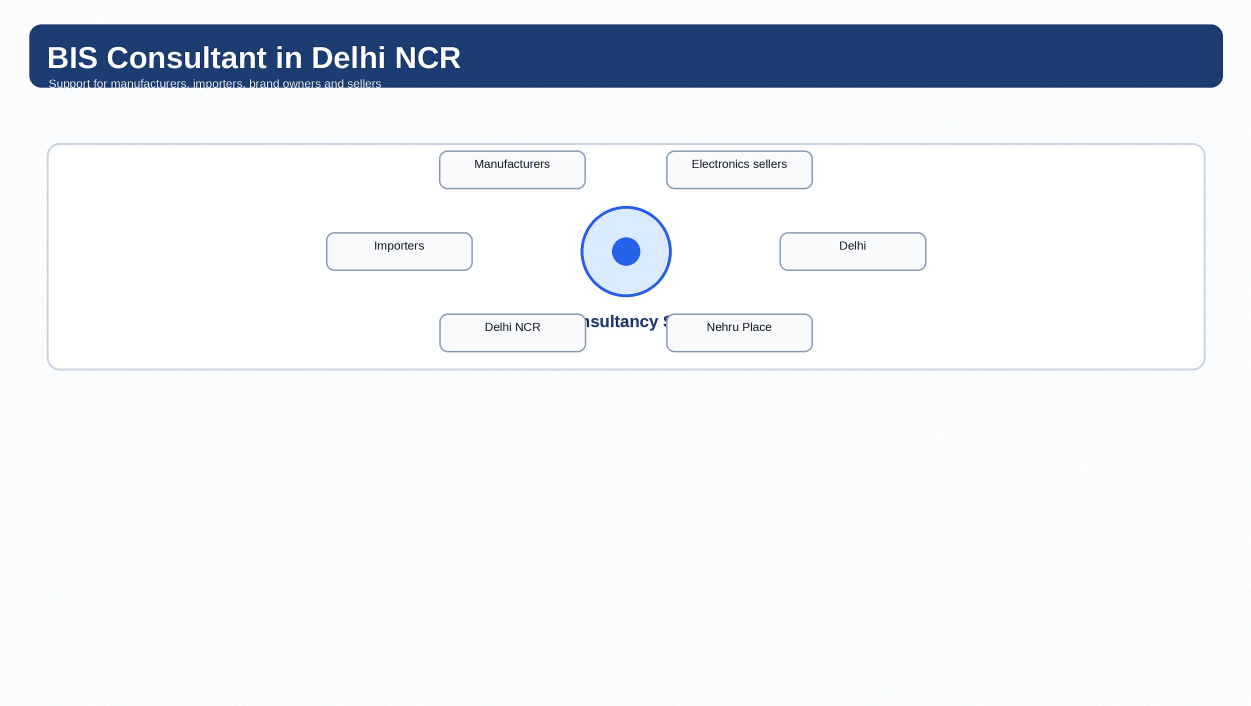 BIS Consultant in Delhi NCR
Support for manufacturers, importers, brand owners and sellers
Manufacturers
Electronics sellers
Importers
Delhi
Delhi NCR
Nehru Place